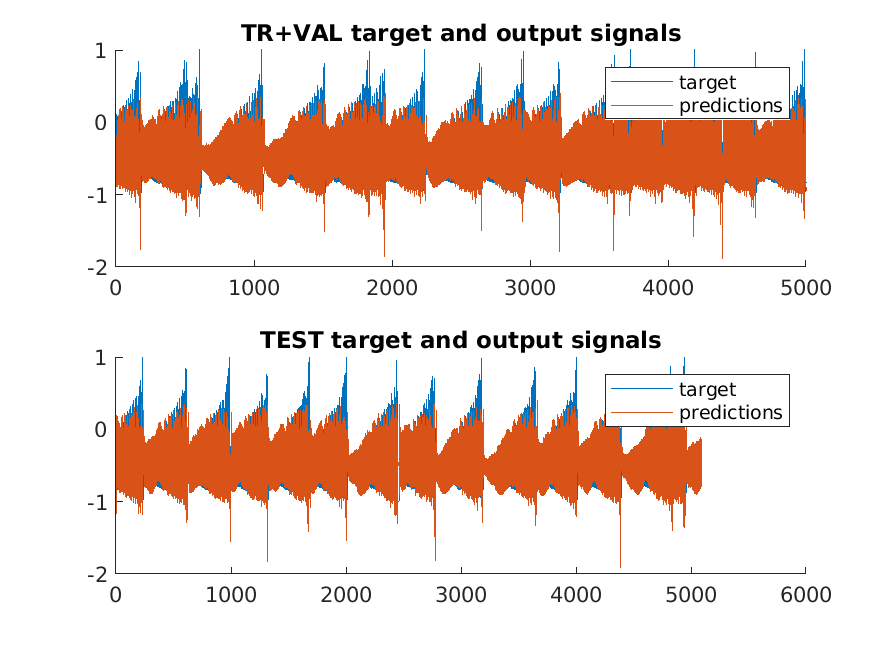 TR+VAL target and output signals
1
0
-1
-2
target
predictions
0 1000 2000 3000 4000 5000
TEST target and output signals
1
0
-1
-2
target
predictions
0 1000 2000 3000 4000 5000 6000